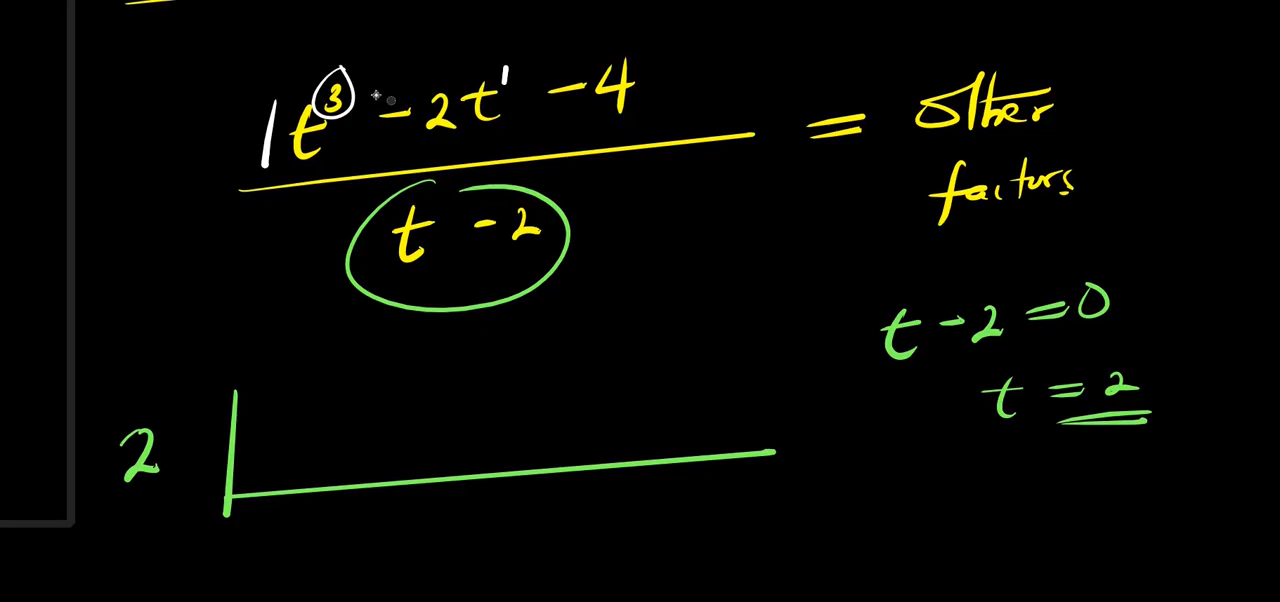 1t³ - 2t¹ - 4 = other
t - 2 factors
t - 2 = 0
t = 2
2